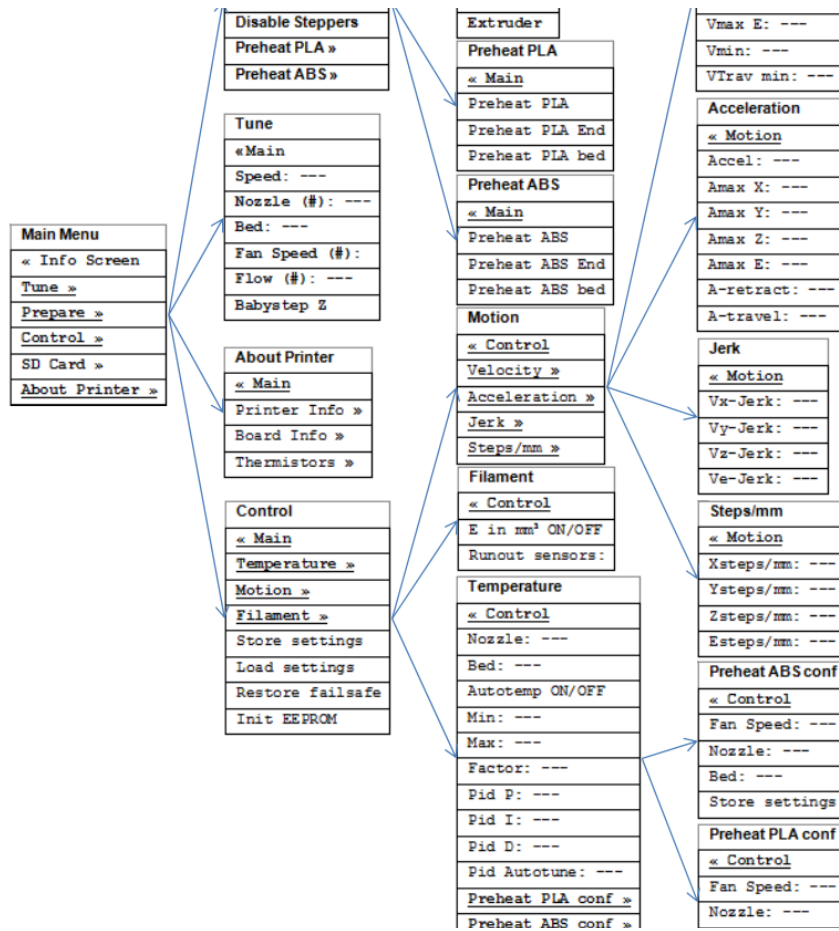 Disable Steppers
Preheat PLA »
Preheat ABS »
Tune
«Main
Speed: ---
Nozzle (#): ---
Bed: ---
Fan Speed (#):
Flow (#): ---
Babystep Z
Main Menu
« Info Screen
Tune »
Prepare »
Control »
SD Card »
About Printer »
About Printer
« Main
Printer Info »
Board Info »
Thermistors »
Control
« Main
Temperature »
Motion »
Filament »
Store settings
Load settings
Restore failsafe
Init EEPROM
Extruder
Preheat PLA
« Main
Preheat PLA
Preheat PLA End
Preheat PLA bed
Preheat ABS
« Main
Preheat ABS
Preheat ABS End
Preheat ABS bed
Motion
« Control
Velocity »
Acceleration »
Jerk »
Steps/mm »
Filament
« Control
E in mm³ ON/OFF
Runout sensors:
Temperature
« Control
Nozzle: ---
Bed: ---
Autotemp ON/OFF
Min: ---
Max: ---
Factor: ---
Pid P: ---
Pid I: ---
Pid D: ---
Pid Autotune: ---
Preheat PLA conf »
Preheat ABS conf »
Vmax E: ---
Vmin: ---
VTrav min: ---
Acceleration
« Motion
Accel: ---
Amax X: ---
Amax Y: ---
Amax Z: ---
Amax E: ---
A-retract: ---
A-travel: ---
Jerk
« Motion
Vx-Jerk: ---
Vy-Jerk: ---
Vz-Jerk: ---
Ve-Jerk: ---
Steps/mm
« Motion
Xsteps/mm: ---
Ysteps/mm: ---
Zsteps/mm: ---
Esteps/mm: ---
Preheat ABS conf
« Control
Fan Speed: ---
Nozzle: ---
Bed: ---
Store settings
Preheat PLA conf
« Control
Fan Speed: ---
Nozzle: ---